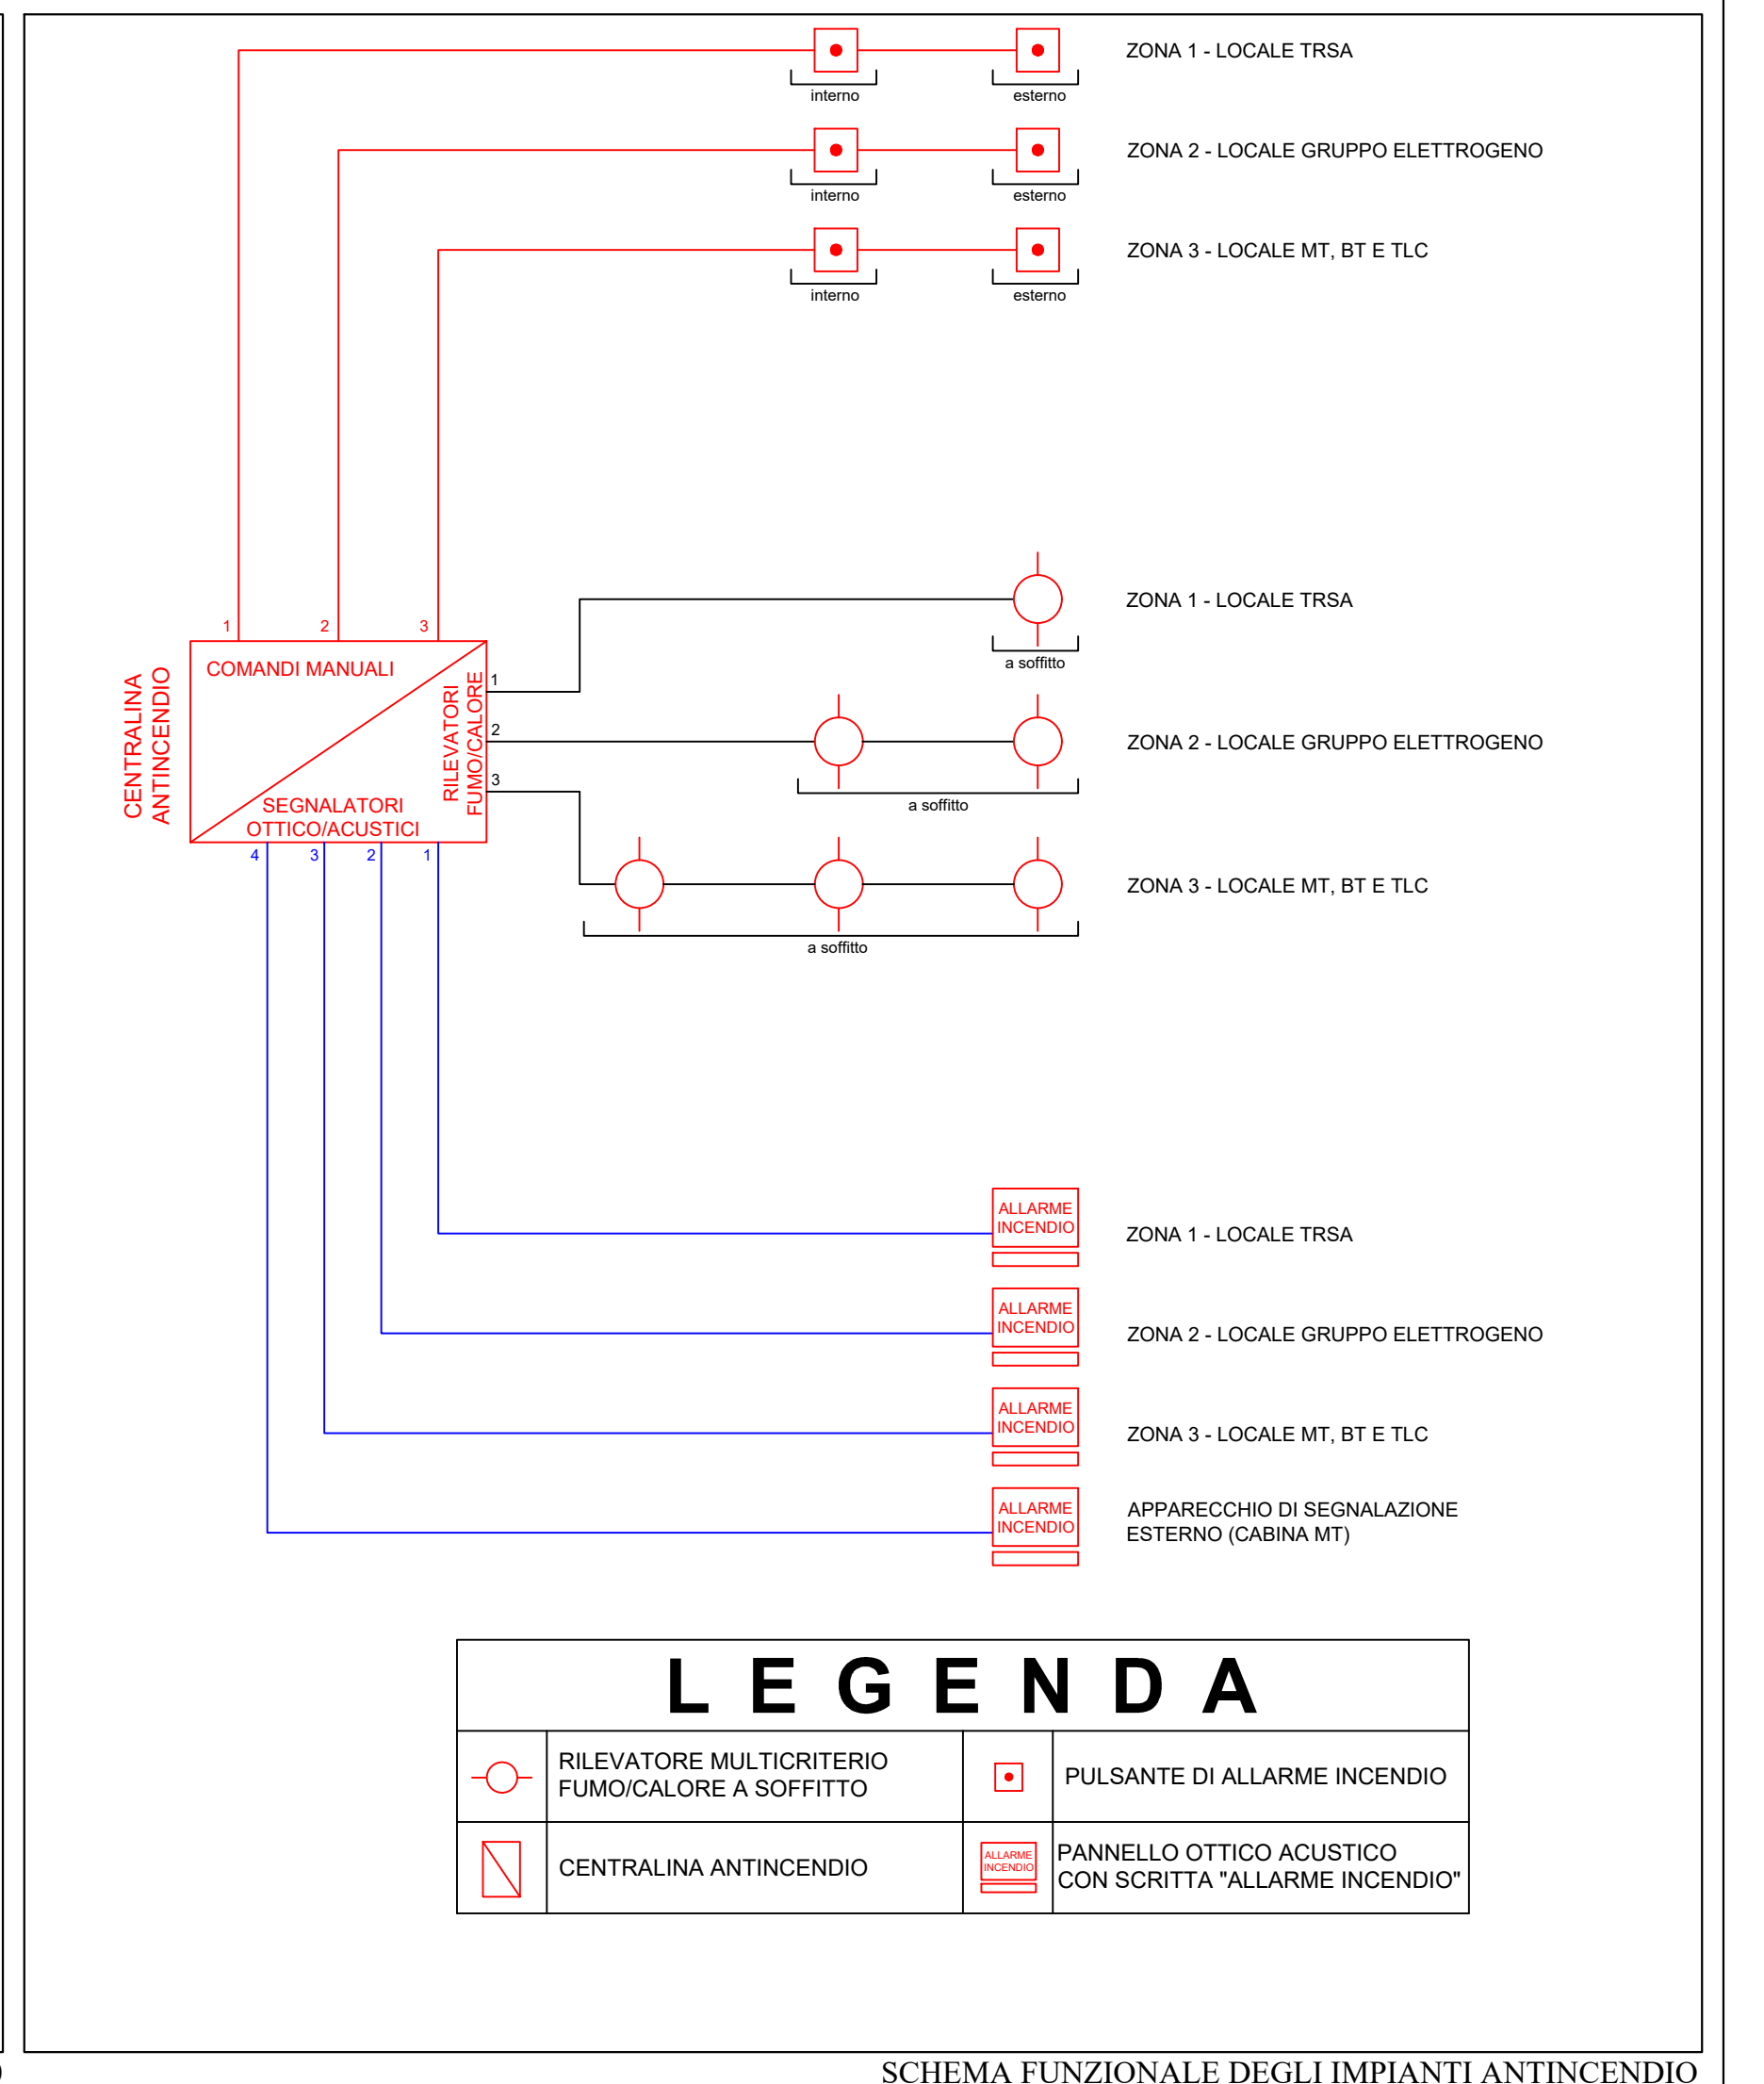 ZONA 1 - LOCALE TRSA
interno
esterno
ZONA 2 - LOCALE GRUPPO ELETTROGENO
interno
esterno
ZONA 3 - LOCALE MT, BT E TLC
interno
esterno
ZONA 1 - LOCALE TRSA
a soffitto
1
2
3
CENTRALINA
ANTINCENDIO
COMANDI MANUALI
RILEVATORI
FUMO/CALORE
SEGNALATORI
OTTICO/ACUSTICI
1
2
3
ZONA 2 - LOCALE GRUPPO ELETTROGENO
a soffitto
4
3
2
1
ZONA 3 - LOCALE MT, BT E TLC
a soffitto
ALLARME
INCENDIO
ZONA 1 - LOCALE TRSA
ALLARME
INCENDIO
ZONA 2 - LOCALE GRUPPO ELETTROGENO
ALLARME
INCENDIO
ZONA 3 - LOCALE MT, BT E TLC
ALLARME
INCENDIO
APPARECCHIO DI SEGNALAZIONE
ESTERNO (CABINA MT)
LEGENDA
RILEVATORE MULTICRITERIO
FUMO/CALORE A SOFFITTO
PULSANTE DI ALLARME INCENDIO
CENTRALINA ANTINCENDIO
ALLARME
INCENDIO
PANNELLO OTTICO ACUSTICO
CON SCRITTA "ALLARME INCENDIO"
SCHEMA FUNZIONALE DEGLI IMPIANTI ANTINCENDIO